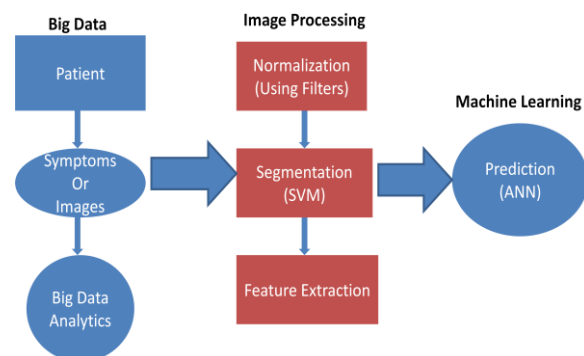 Big Data
Patient
Symptoms
Or
Images
Big Data
Analytics
Image Processing
Normalization
(Using Filters)
Segmentation
(SVM)
Feature Extraction
Machine Learning
Prediction
(ANN)